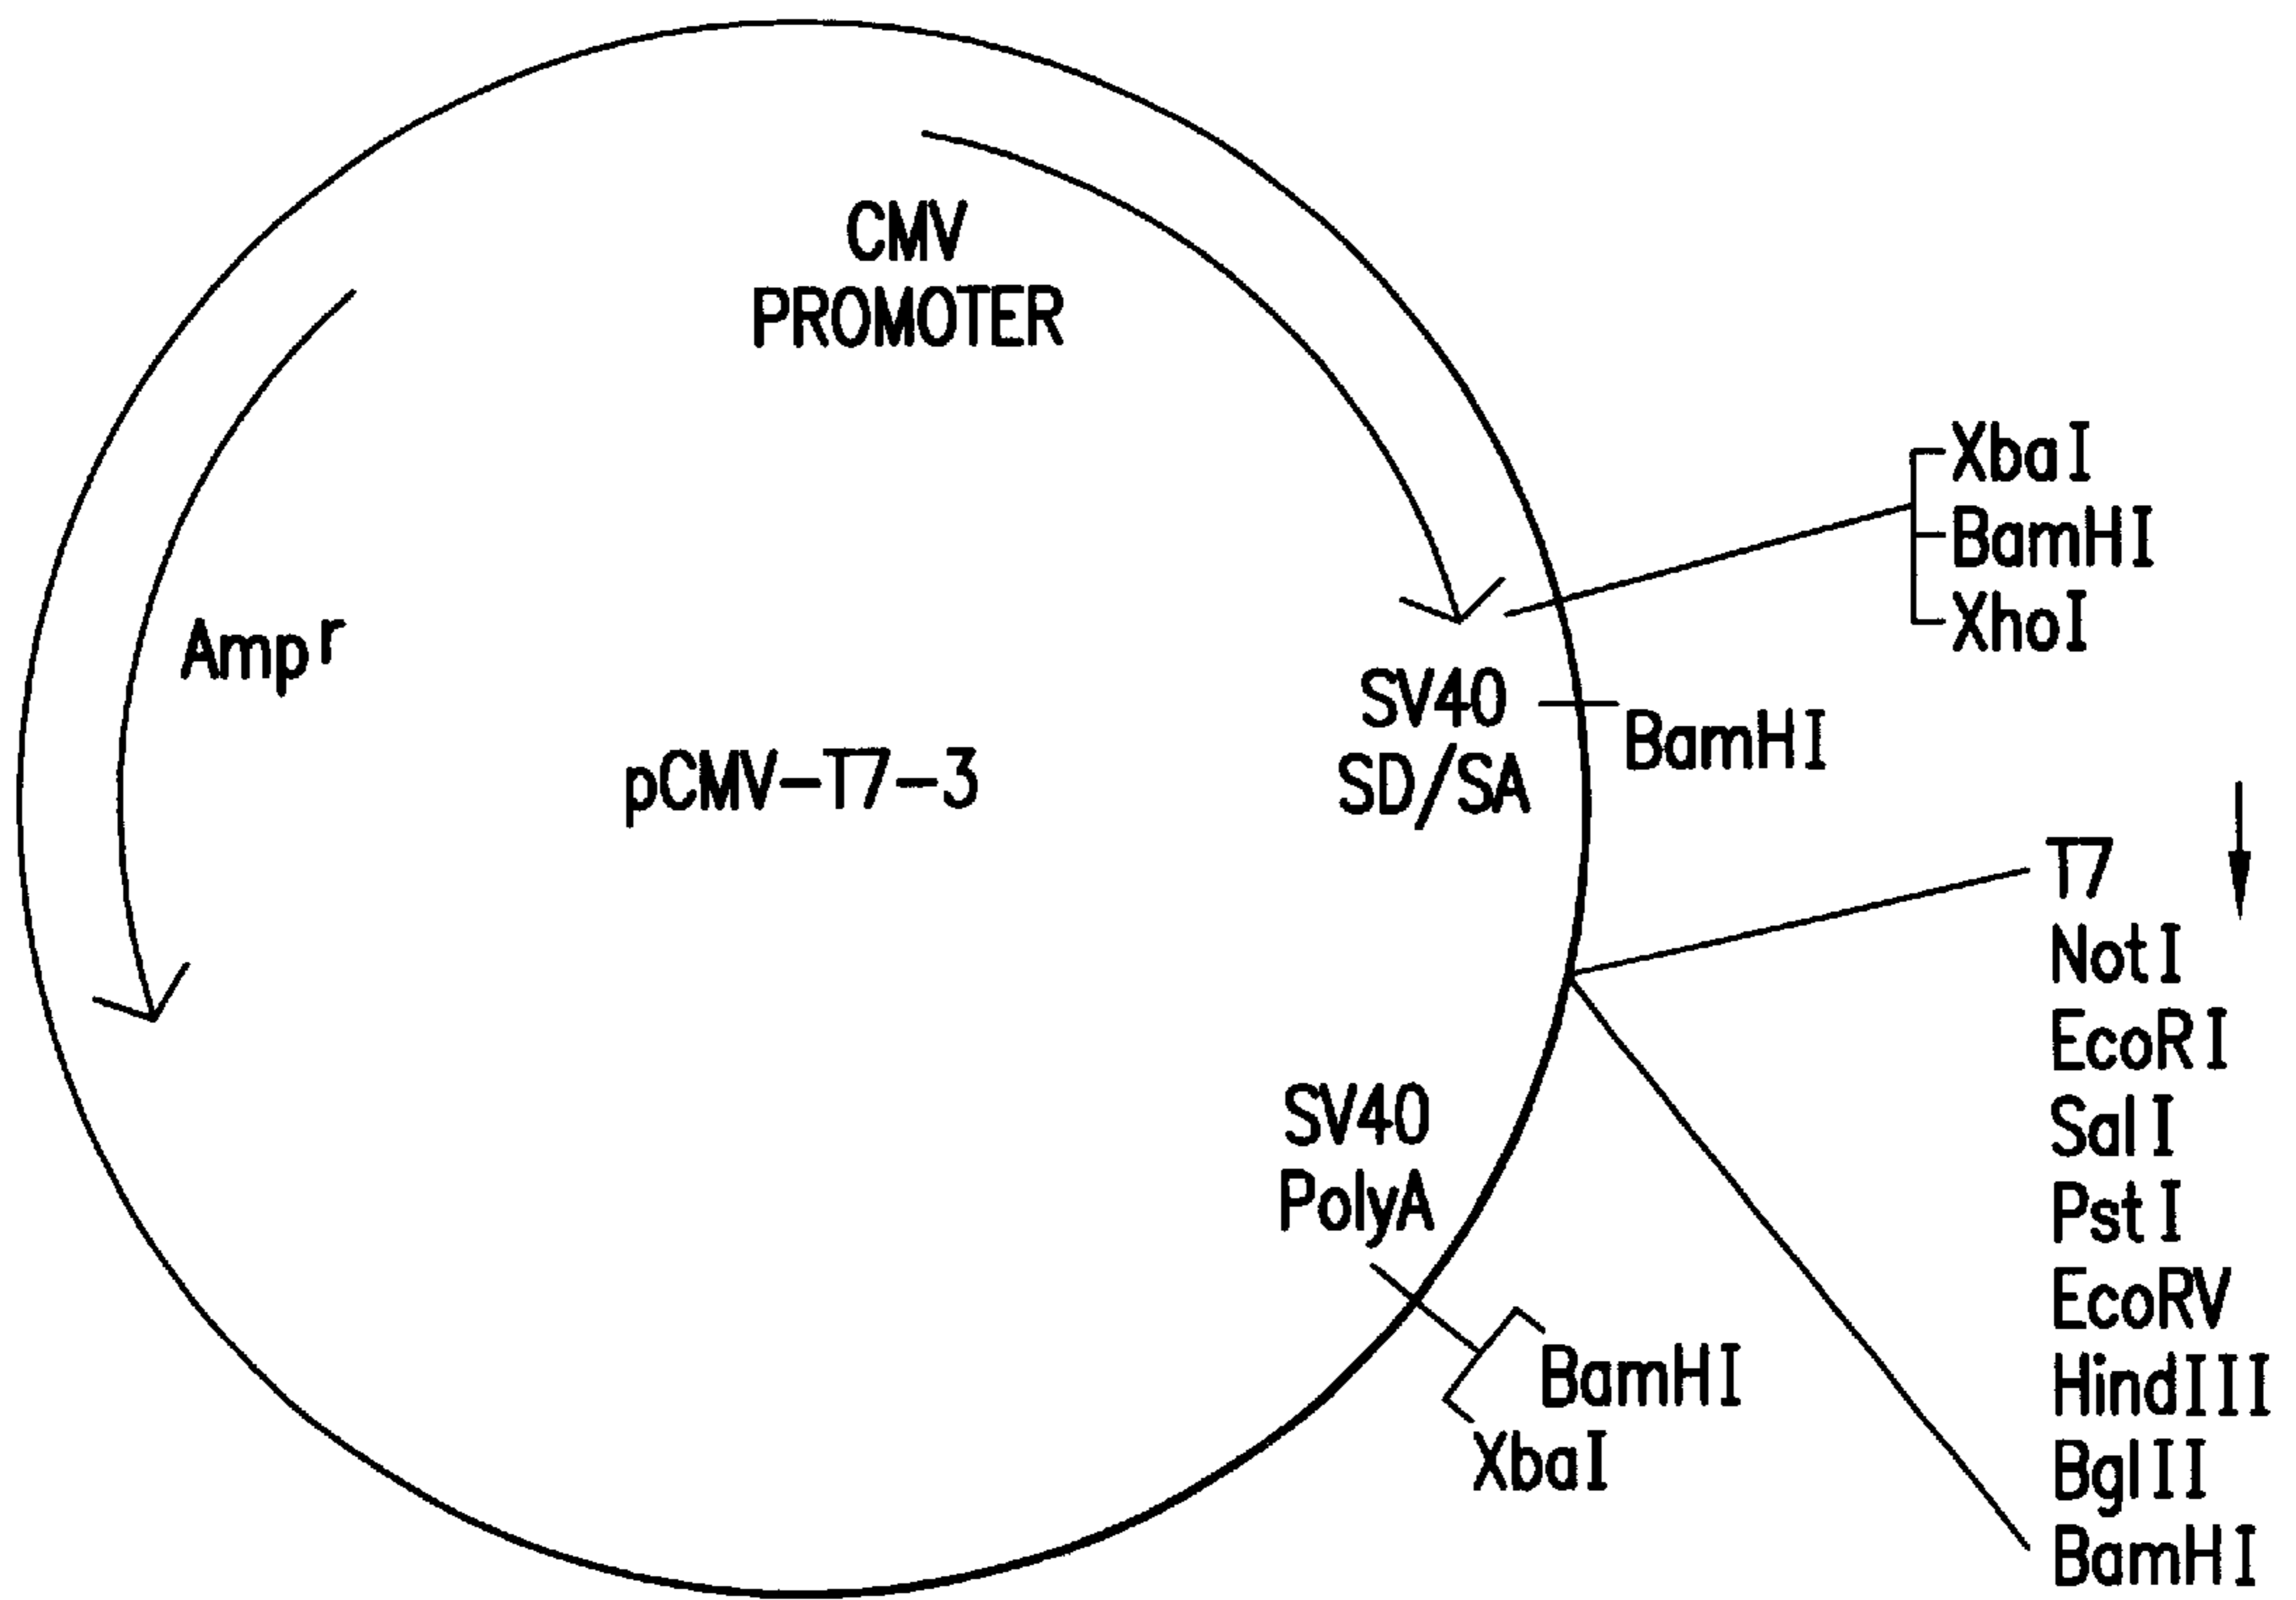 CMV
PROMOTER
XbaI
BamHI
XhoI
Ampr
SV40
SD/SA
BamHI
pCMV-T7-3
T7
NotI
EcoRI
SalI
PstI
EcoRV
HindIII
BglII
BamHI
SV40
PolyA
BamHI
XbaI